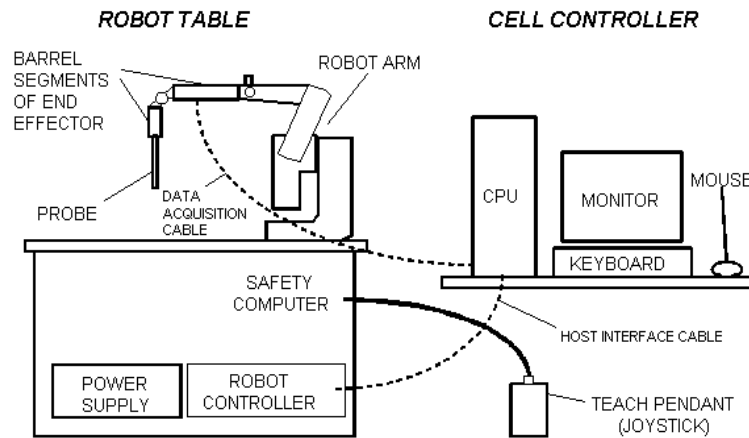 ROBOT TABLE
CELL CONTROLLER
BARREL
SEGMENTS
OF END
EFFECTOR
ROBOT ARM
PROBE
DATA
ACQUISITION
CABLE
CPU
MONITOR
MOUSE
KEYBOARD
SAFETY
COMPUTER
HOST INTERFACE CABLE
POWER
SUPPLY
ROBOT
CONTROLLER
TEACH PENDANT
(JOYSTICK)